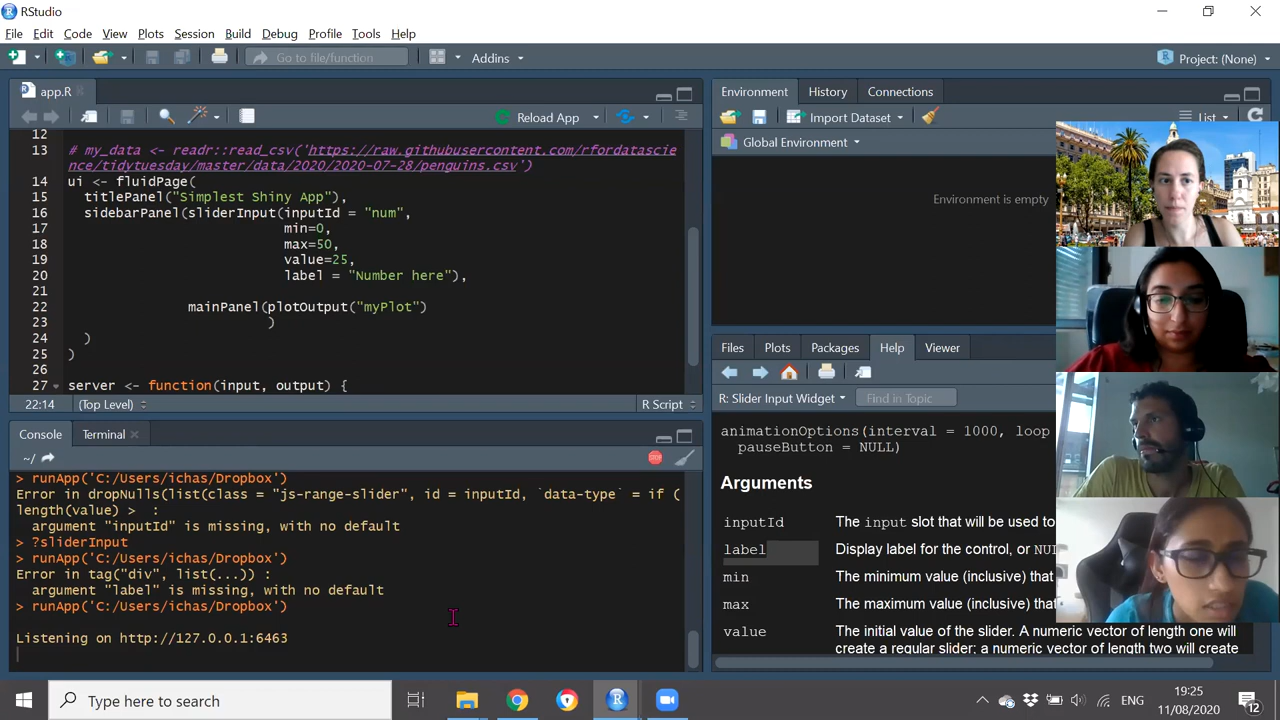 RStudio
File Edit Code View Plots Session Build Debug Profile Tools Help
Go to file/function
Addins
Project: (None)
app.R
Reload App
12
13 # my_data <- readr::read_csv('https://raw.githubusercontent.com/rfordatascie
nce/tidytuesday/master/data/2020/2020-07-28/penguins.csv')
14 ui <- fluidPage(
15 titlePanel("Simplest Shiny App"),
16 sidebarPanel(sliderInput(inputId = "num",
17 min=0,
18 max=50,
19 value=25,
20 label = "Number here"),
21
22 mainPanel(plotOutput("myPlot")
23 )
24 )
25 )
26
27 server <- function(input, output) {
22:14 (Top Level) R Script
Console Terminal
~/
> runApp('C:/Users/ichas/Dropbox')
Error in dropNulls(list(class = "js-range-slider", id = inputId, `data-type` = if (
length(value) > :
argument "inputId" is missing, with no default
> ?sliderInput
> runApp('C:/Users/ichas/Dropbox')
Error in tag("div", list(...)) :
argument "label" is missing, with no default
> runApp('C:/Users/ichas/Dropbox')
Listening on http://127.0.0.1:6463
Environment History Connections
Import Dataset List
Global Environment
Environment is empty
Files Plots Packages Help Viewer
R: Slider Input Widget Find in Topic
animationOptions(interval = 1000, loop
pauseButton = NULL)
Arguments
inputId The input slot that will be used to
label Display label for the control, or NUL
min The minimum value (inclusive) that
max The maximum value (inclusive) that
value The initial value of the slider. A numeric vector of length one will
create a regular slider; a numeric vector of length two will create
Type here to search
ENG
19:25
11/08/2020
12